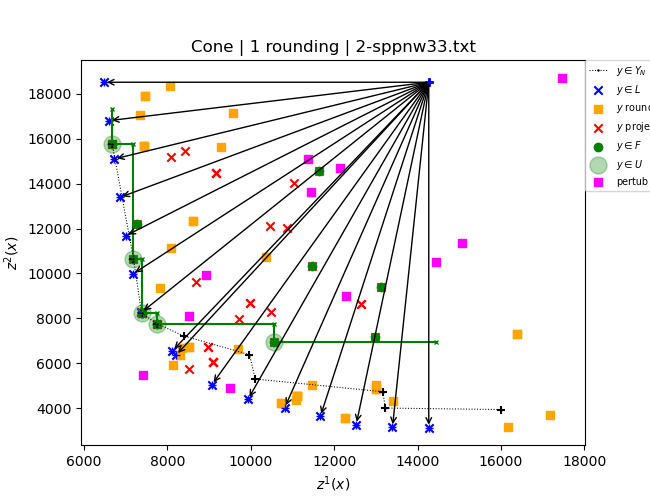 Cone | 1 rounding | 2-sppnw33.txt
z²(x)
18000
16000
14000
12000
10000
8000
6000
4000
6000 8000 10000 12000 14000 16000 18000
z¹(x)
y ∈ Y_N
y ∈ L
y roun
y proje
y ∈ F
y ∈ U
pertub